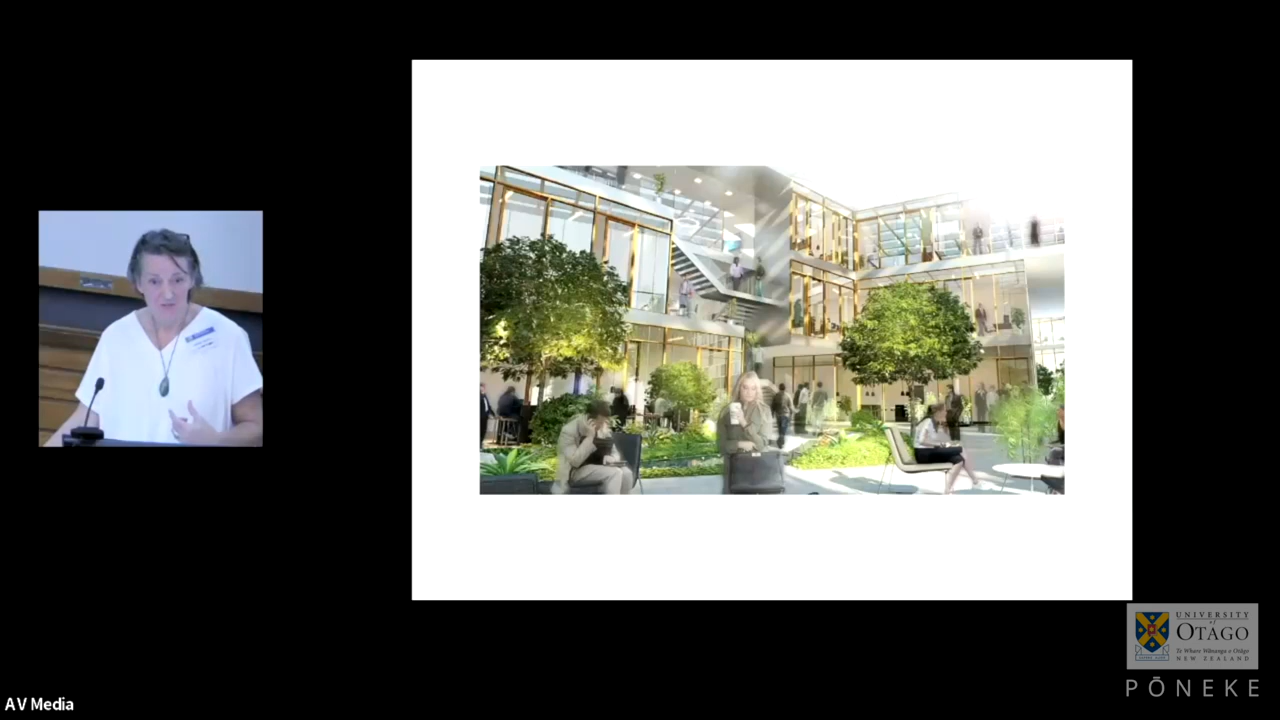 UNIVERSITY
of
OTAGO
Te Whare Wānanga o Otāgo
NEW ZEALAND
PŌNEKE
AV Media